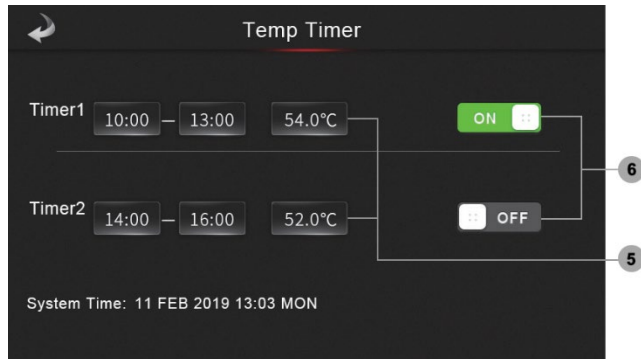 Temp Timer
Timer1 10:00 – 13:00 54.0°C ON
6
Timer2 14:00 – 16:00 52.0°C OFF
5
System Time: 11 FEB 2019 13:03 MON